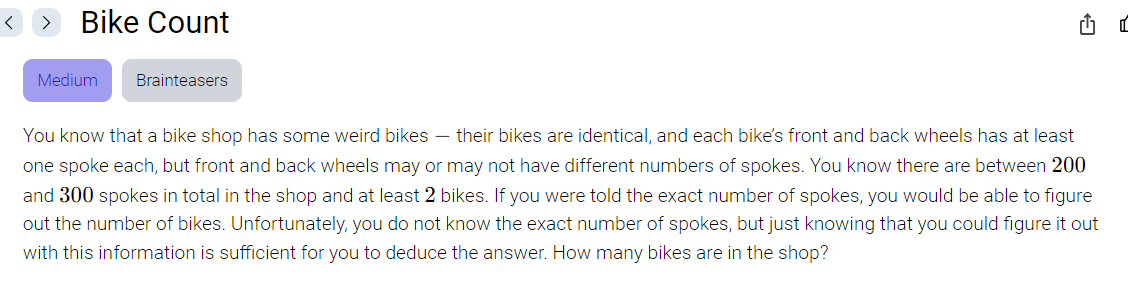 Bike Count
Medium Brainteasers
You know that a bike shop has some weird bikes — their bikes are identical, and each bike's front and back wheels has at least
one spoke each, but front and back wheels may or may not have different numbers of spokes. You know there are between 200
and 300 spokes in total in the shop and at least 2 bikes. If you were told the exact number of spokes, you would be able to figure
out the number of bikes. Unfortunately, you do not know the exact number of spokes, but just knowing that you could figure it out
with this information is sufficient for you to deduce the answer. How many bikes are in the shop?